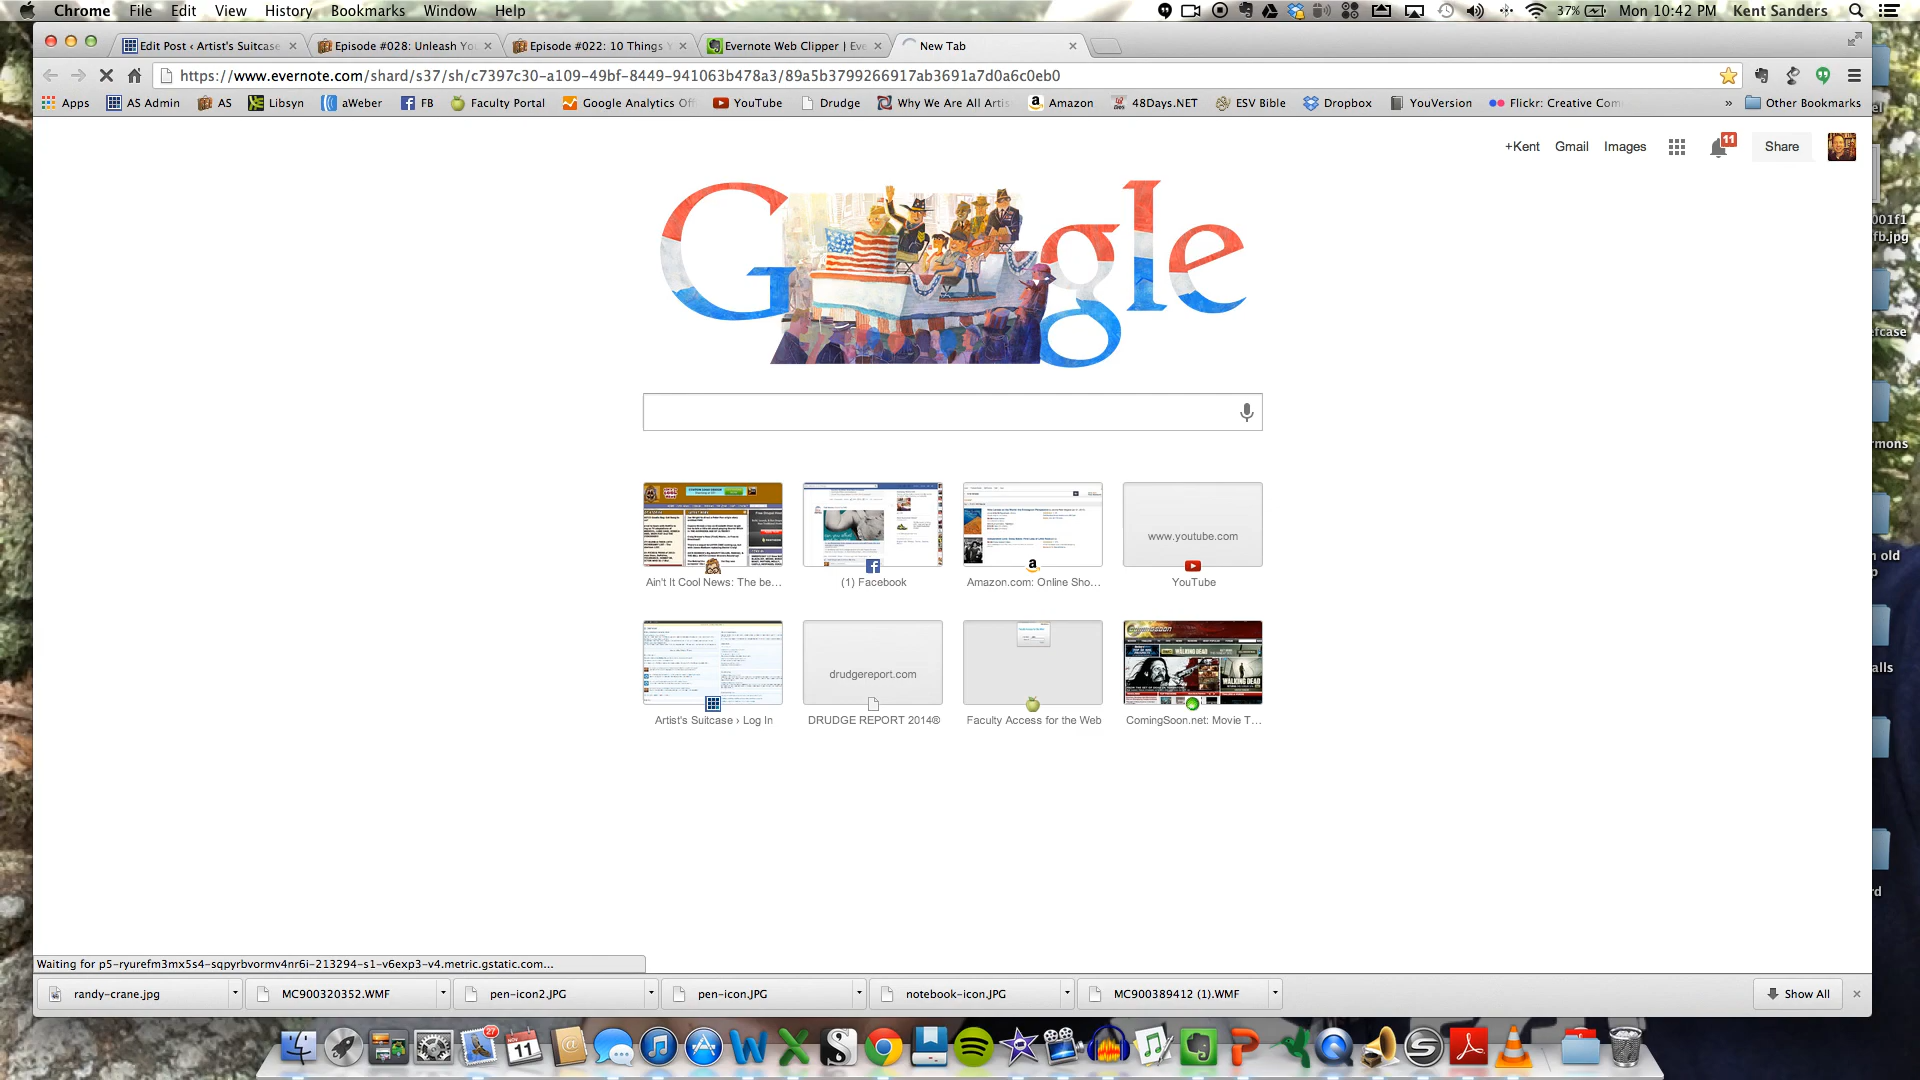 Chrome File Edit View History Bookmarks Window Help 37% Mon 10:42 PM Kent Sanders
Edit Post ‹ Artist's Suitcase Episode #028: Unleash Yo Episode #022: 10 Things Evernote Web Clipper | Eve New Tab
https://www.evernote.com/shard/s37/sh/c7397c30-a109-49bf-8449-941063b478a3/89a5b3799266917ab3691a7d0a6c0eb0
Apps AS Admin AS Libsyn aWeber FB Faculty Portal Google Analytics Off YouTube Drudge Why We Are All Artis Amazon 48Days.NET ESV Bible Dropbox YouVersion Flickr: Creative Com » Other Bookmarks
+Kent Gmail Images 11 Share
Google
www.youtube.com
Ain't It Cool News: The be... (1) Facebook Amazon.com: Online Sho... YouTube
drudgereport.com
Artist's Suitcase › Log In DRUDGE REPORT 2014® Faculty Access for the Web ComingSoon.net: Movie T...
001f1
fb.jpg
efcase
rmons
n old
p
alls
rd
Waiting for p5-ryurefm3mx5s4-sqpyrbvormv4nr6i-213294-s1-v6exp3-v4.metric.gstatic.com...
randy-crane.jpg MC900320352.WMF pen-icon2.JPG pen-icon.JPG notebook-icon.JPG MC900389412 (1).WMF Show All
27
11